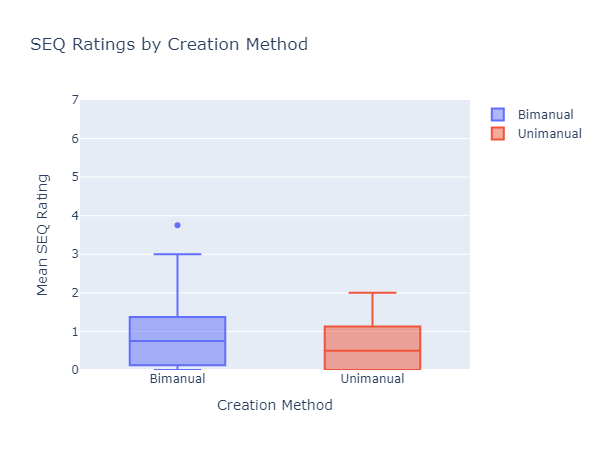 SEQ Ratings by Creation Method
7
6
5
4
3
2
1
0
Mean SEQ Rating
Bimanual
Unimanual
Creation Method
Bimanual
Unimanual